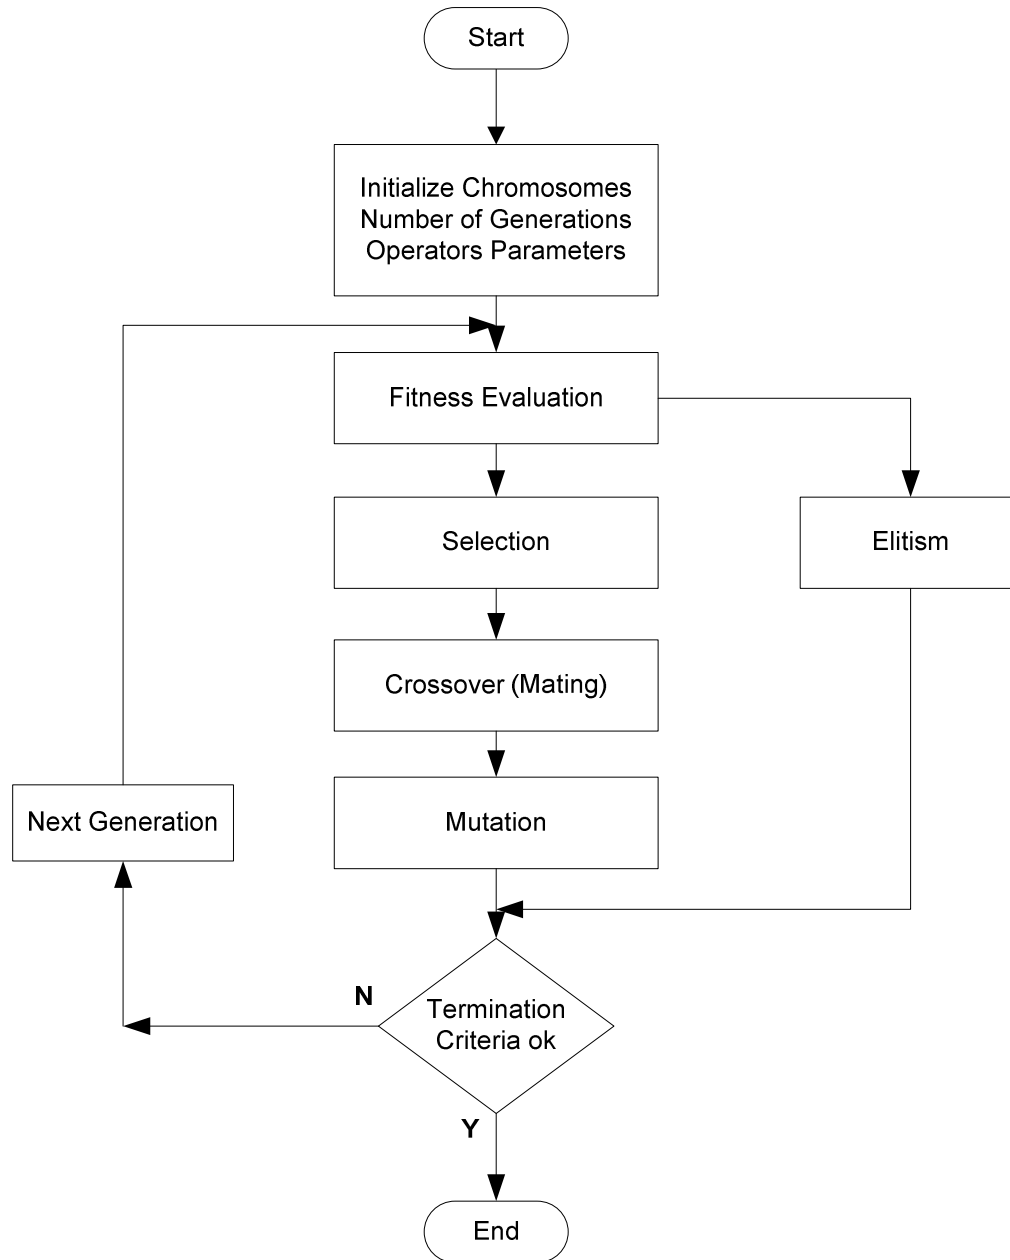 Start
Initialize Chromosomes
Number of Generations
Operators Parameters
Fitness Evaluation
Selection
Elitism
Crossover (Mating)
Next Generation
Mutation
N
Termination
Criteria ok
Y
End